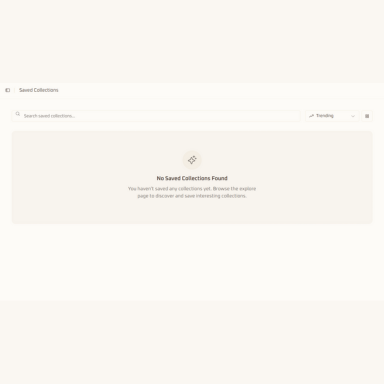 Saved Collections
Search saved collections...
Trending
No Saved Collections Found
You haven't saved any collections yet. Browse the explore
page to discover and save interesting collections.